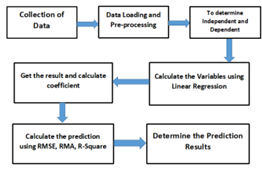 Collection of
Data
Data Loading and
Pre-processing
To determine
Independent and
Dependent
Get the result and calculate
coefficient
Calculate the Variables using
Linear Regression
Calculate the prediction
using RMSE, RMA, R-Square
Determine the Prediction
Results